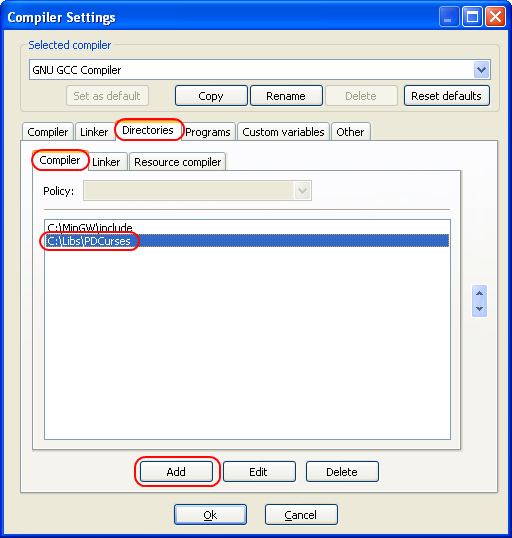 Compiler Settings
Selected compiler
GNU GCC Compiler
Set as default Copy Rename Delete Reset defaults
Compiler Linker Directories Programs Custom variables Other
Compiler Linker Resource compiler
Policy:
C:\MinGW\include
C:\Libs\PDCurses
Add Edit Delete
Ok Cancel